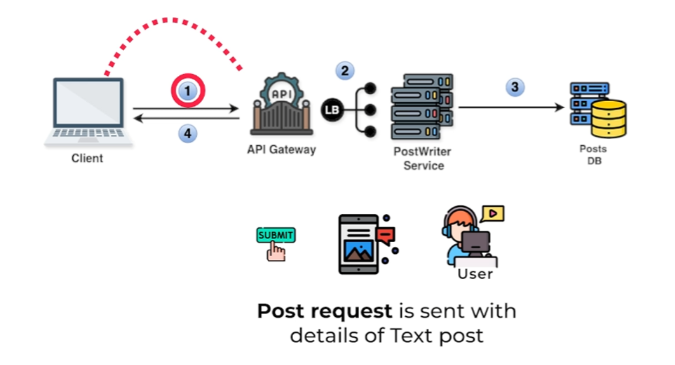 1
2
3
4
API
LB
Client
API Gateway
PostWriter
Service
Posts
DB
SUBMIT
User
Post request is sent with
details of Text post